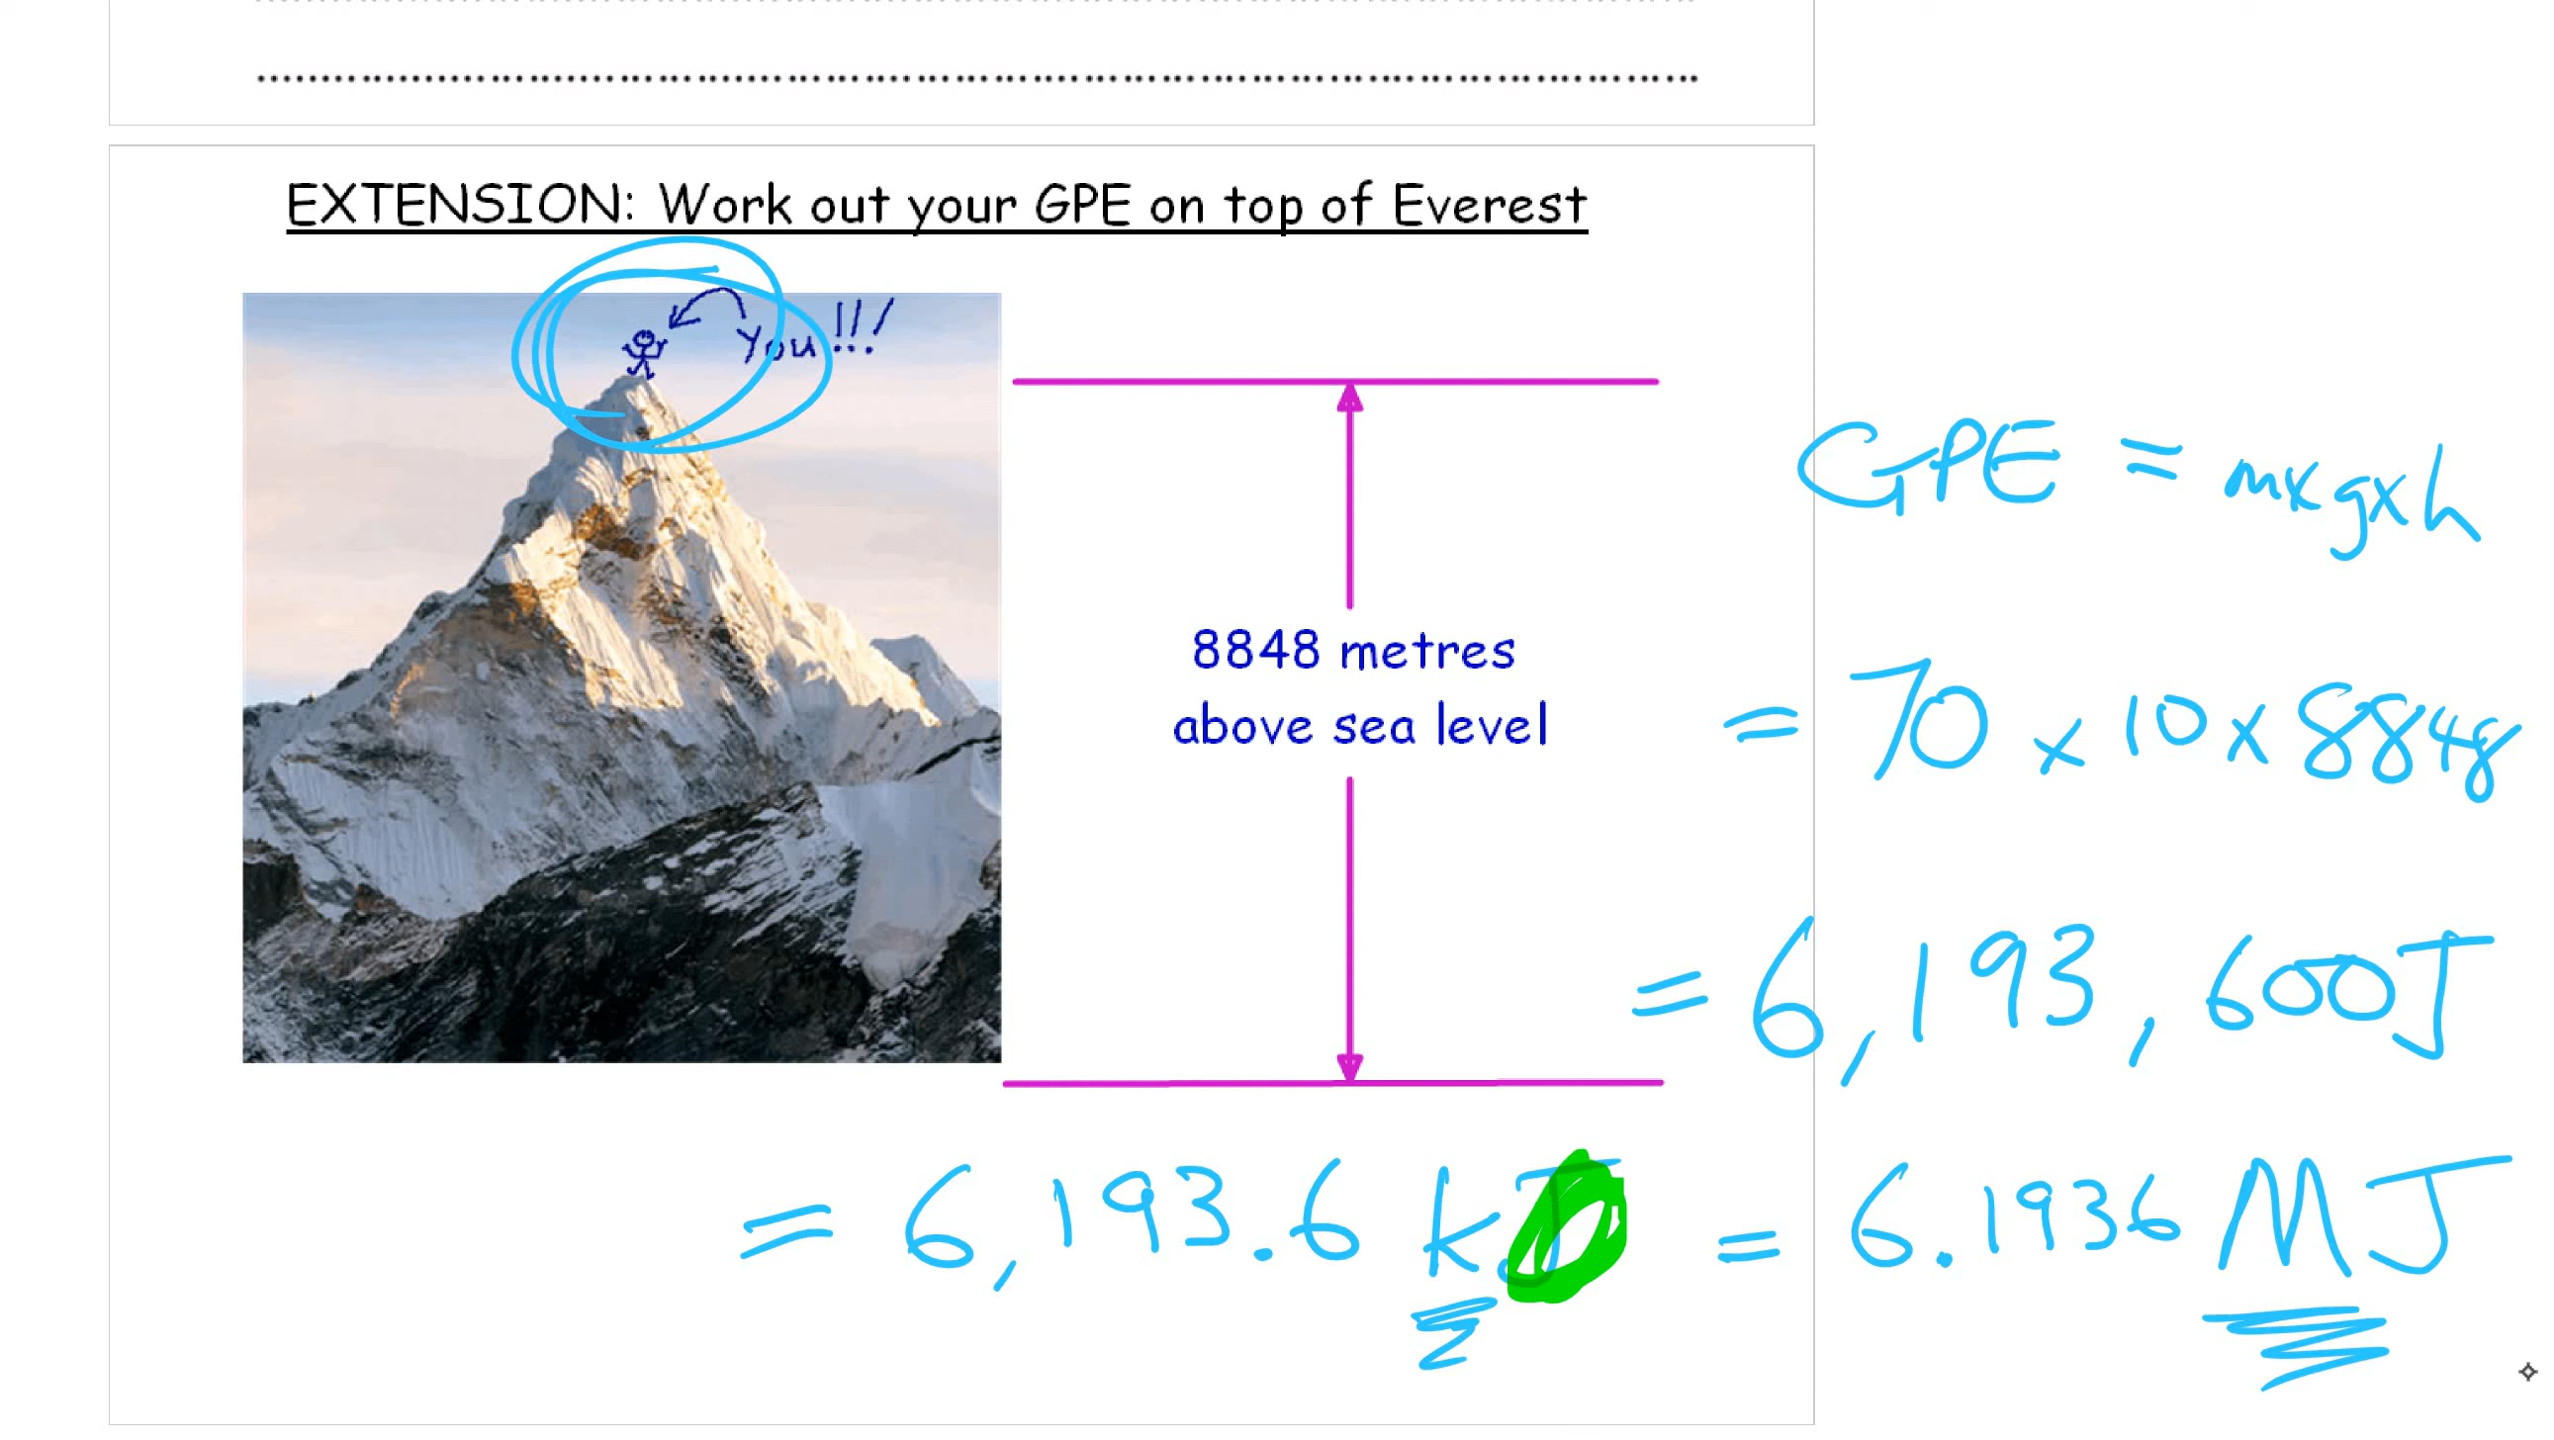 EXTENSION: Work out your GPE on top of Everest
You!!!
GPE = m x g x h
8848 metres
above sea level
= 70 x 10 x 8848
= 6,193,600J
= 6,193.6 kJ = 6.1936 MJ